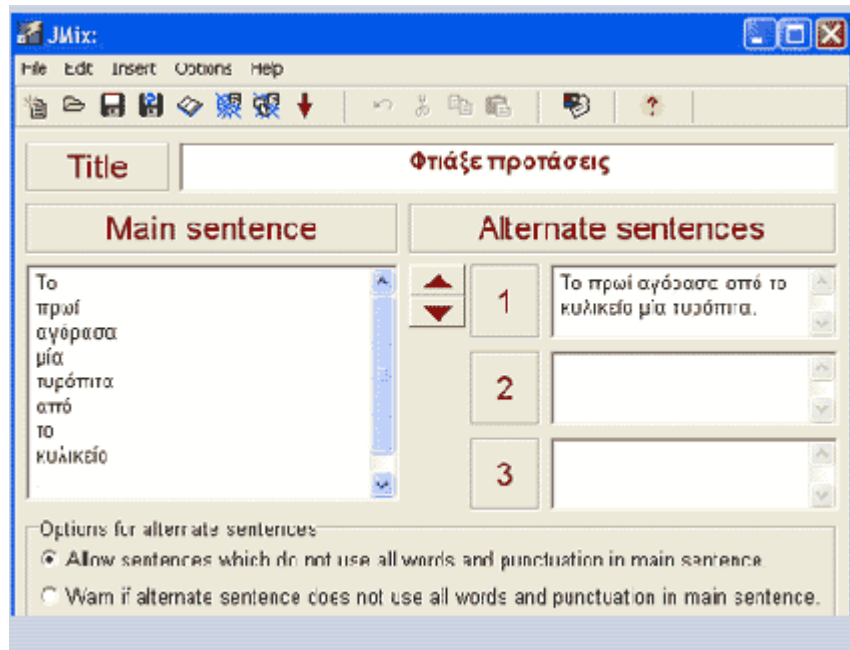 JMix:
File Edit Insert Options Help
Title
Φτιάξε προτάσεις
Main sentence
Alternate sentences
Το
πρωί
αγόρασα
μία
τυρόπιτα
από
το
κυλικείο
1
Το πρωί αγόρασα από το
κυλικείο μία τυρόπιτα.
2
3
Options for alternate sentences
Allow sentences which do not use all words and punctuation in main sentence.
Warn if alternate sentence does not use all words and punctuation in main sentence.